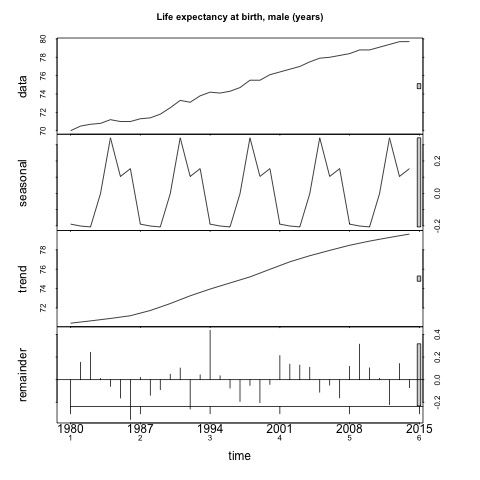 Life expectancy at birth, male (years)
data
70 72 74 76 78 80
seasonal
-0.2 0.0 0.2
trend
72 74 76 78
remainder
-0.2 0.0 0.2 0.4
1980 1987 1994 2001 2008 2015
1 2 3 4 5 6
time